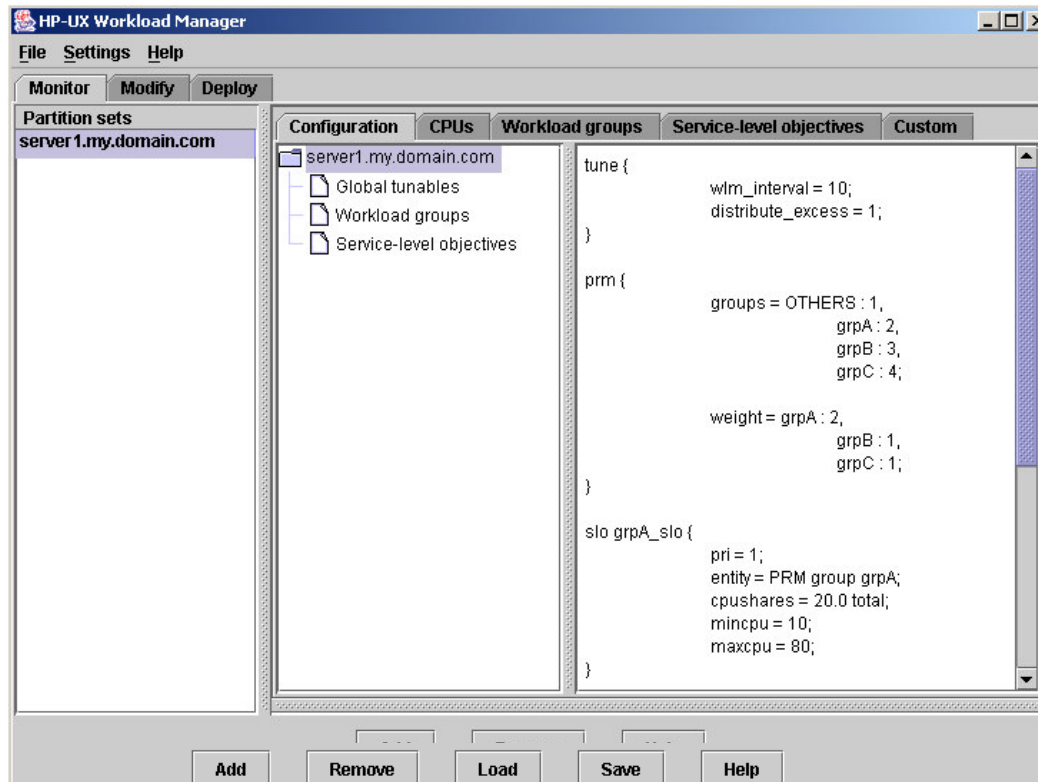 HP-UX Workload Manager
File Settings Help
Monitor Modify Deploy
Partition sets
server1.my.domain.com
Configuration CPUs Workload groups Service-level objectives Custom
server1.my.domain.com
Global tunables
Workload groups
Service-level objectives
tune {
wlm_interval = 10;
distribute_excess = 1;
}
prm {
groups = OTHERS : 1,
grpA : 2,
grpB : 3,
grpC : 4;
weight = grpA : 2,
grpB : 1,
grpC : 1;
}
slo grpA_slo {
pri = 1;
entity = PRM group grpA;
cpushares = 20.0 total;
mincpu = 10;
maxcpu = 80;
}
Add Remove Load Save Help